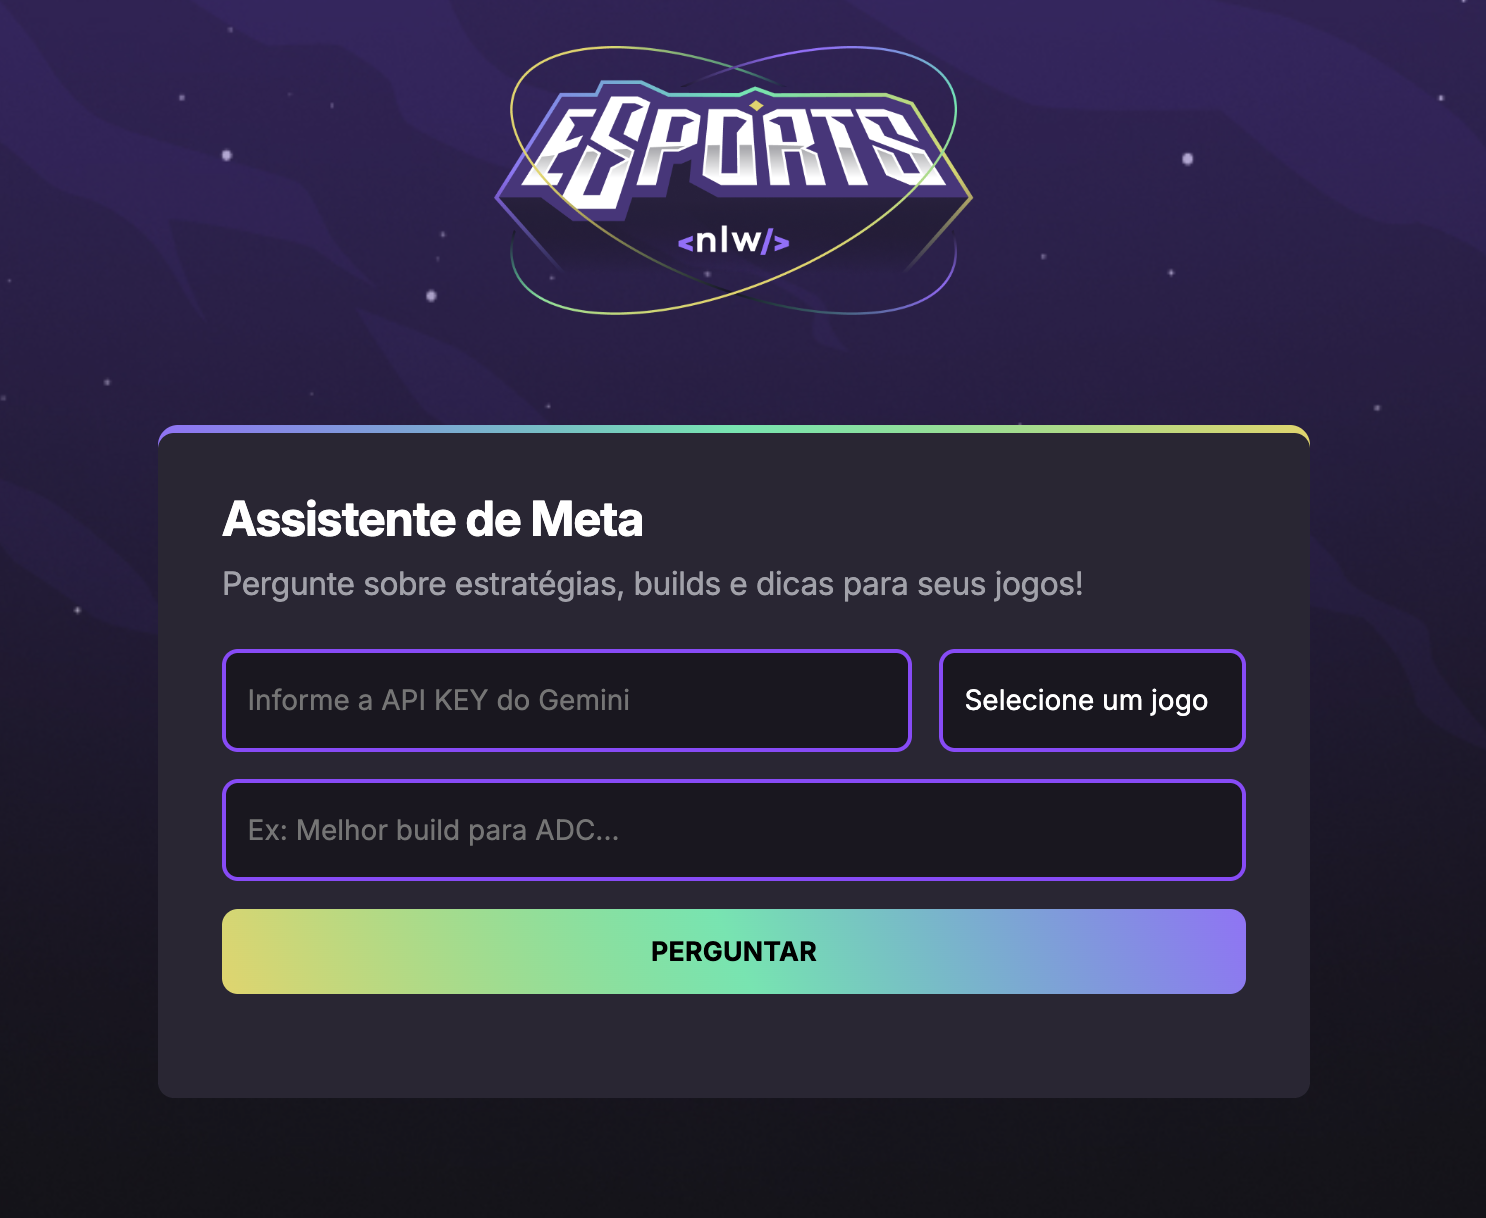 ESPORTS
<nlw/>
Assistente de Meta
Pergunte sobre estratégias, builds e dicas para seus jogos!
Informe a API KEY do Gemini
Selecione um jogo
Ex: Melhor build para ADC...
PERGUNTAR